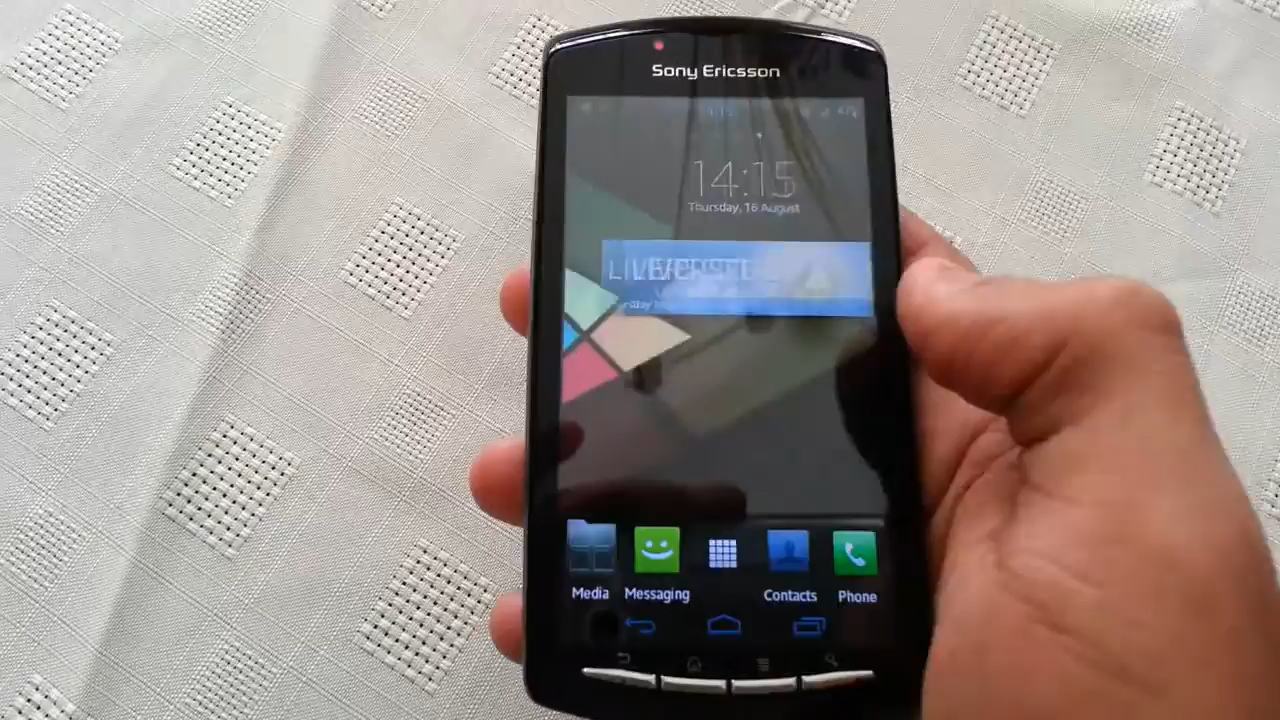 Sony Ericsson
14:15
Thursday, 16 August
Media
Messaging
Contacts
Phone